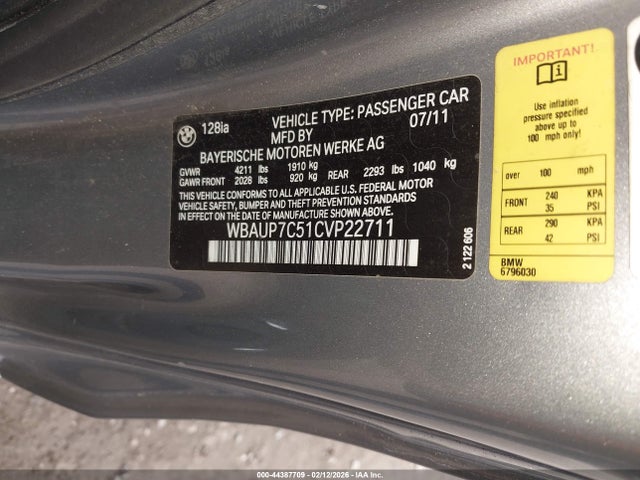 BMW
128ia
VEHICLE TYPE: PASSENGER CAR
MFD BY 07/11
BAYERISCHE MOTOREN WERKE AG
GVWR 4211 lbs 1910 kg
GAWR FRONT 2028 lbs 920 kg REAR 2293 lbs 1040 kg
THIS VEHICLE CONFORMS TO ALL APPLICABLE U.S. FEDERAL MOTOR
VEHICLE SAFETY, BUMPER AND THEFT PREVENTION STANDARDS
IN EFFECT ON THE DATE OF MANUFACTURE SHOWN ABOVE.
WBAUP7C51CVP22711
2 122 606
IMPORTANT!
Use inflation
pressure specified
above up to
100 mph only!
over 100 mph
FRONT 240 KPA
35 PSI
REAR 290 KPA
42 PSI
BMW
6796030
000-44387709 - 02/12/2026 - IAAI.COM